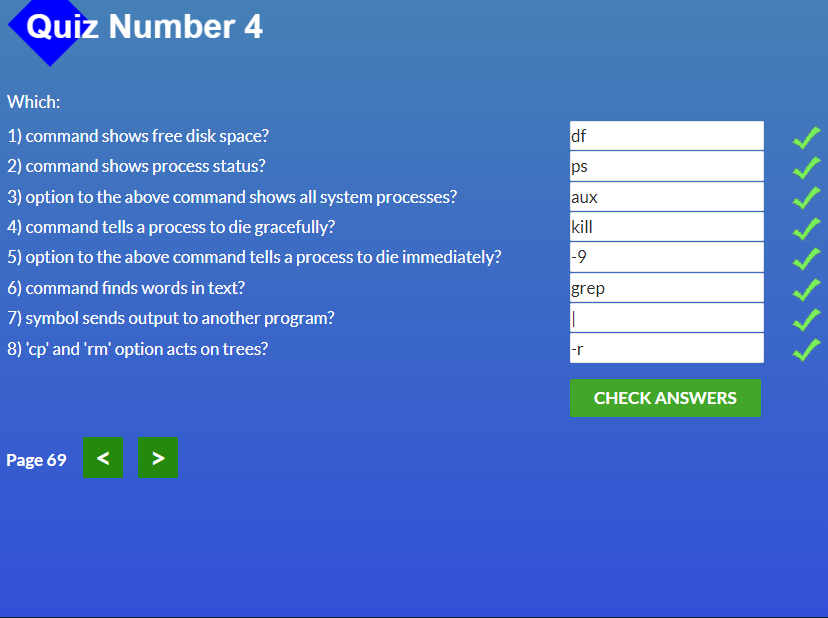 Quiz Number 4
Which:
1) command shows free disk space? df
2) command shows process status? ps
3) option to the above command shows all system processes? aux
4) command tells a process to die gracefully? kill
5) option to the above command tells a process to die immediately? -9
6) command finds words in text? grep
7) symbol sends output to another program? |
8) 'cp' and 'rm' option acts on trees? -r
CHECK ANSWERS
Page 69 < >